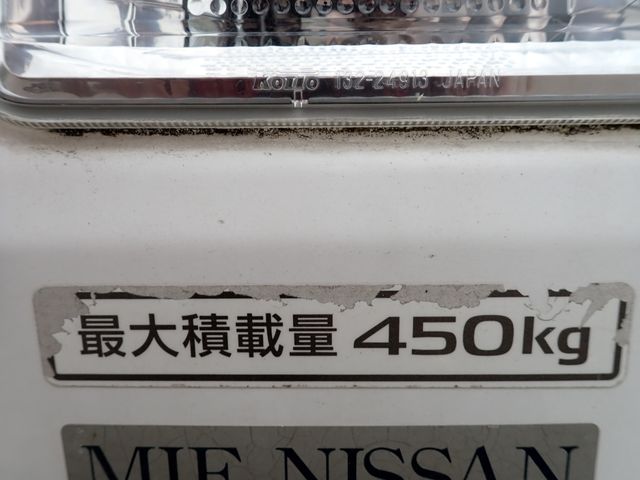 Koito 132-24913 JAPAN
最大積載量 450kg
MIE NISSAN